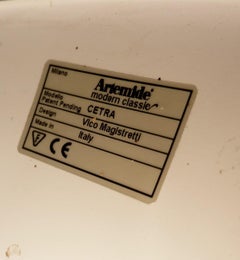 Milano Artemide®
modern classic
Modello CETRA
Patent Pending
Design Vico Magistretti
Made in Italy
F CE